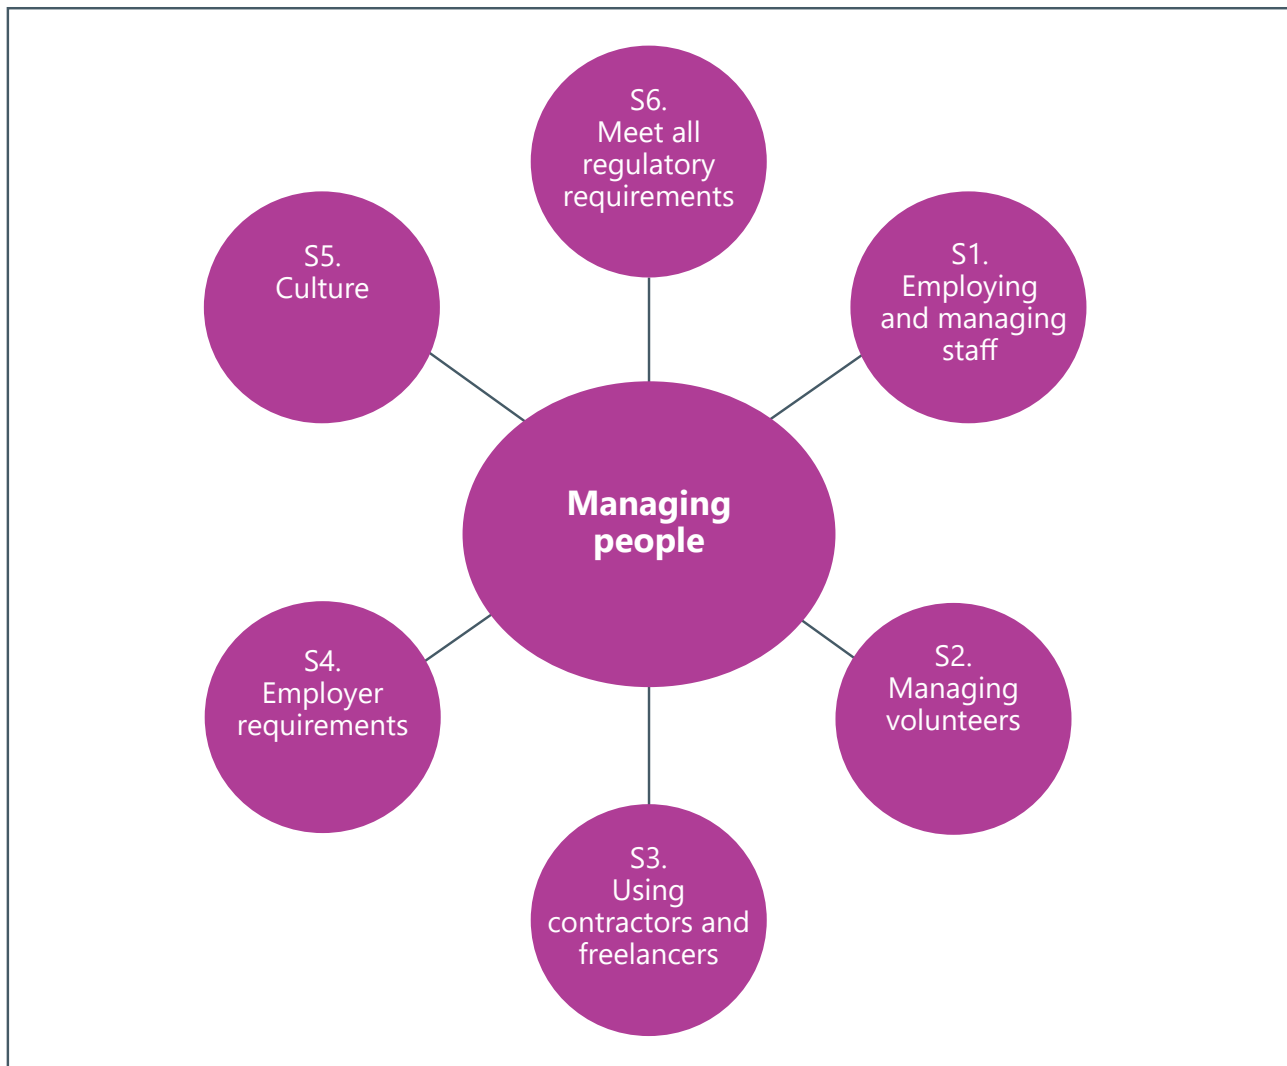 S6.
Meet all
regulatory
requirements
S5.
Culture
S1.
Employing
and managing
staff
Managing
people
S4.
Employer
requirements
S2.
Managing
volunteers
S3.
Using
contractors and
freelancers